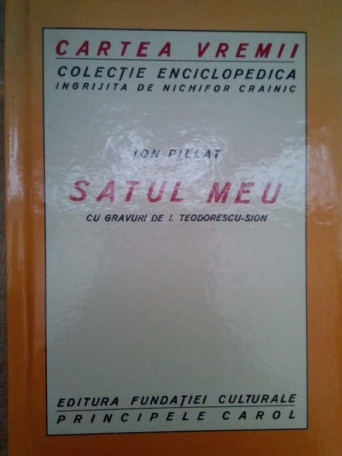 CARTEA VREMII
COLECȚIE ENCICLOPEDICA
INGRIJITA DE NICHIFOR CRAINIC
ION PILLAT
SATUL MEU
CU GRAVURI DE I. TEODORESCU-SION
EDITURA FUNDAȚIEI CULTURALE
PRINCIPELE CAROL